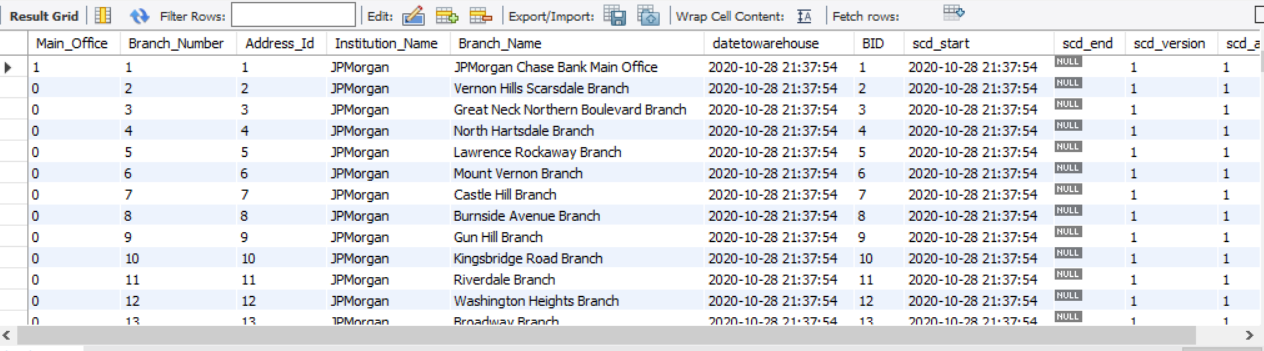 Result Grid Filter Rows: Edit: Export/Import: Wrap Cell Content: IA Fetch rows:
Main_Office Branch_Number Address_Id Institution_Name Branch_Name datetowarehouse BID scd_start scd_end scd_version scd_a
1 1 1 JPMorgan JPMorgan Chase Bank Main Office 2020-10-28 21:37:54 1 2020-10-28 21:37:54 NULL 1 1
0 2 2 JPMorgan Vernon Hills Scarsdale Branch 2020-10-28 21:37:54 2 2020-10-28 21:37:54 NULL 1 1
0 3 3 JPMorgan Great Neck Northern Boulevard Branch 2020-10-28 21:37:54 3 2020-10-28 21:37:54 NULL 1 1
0 4 4 JPMorgan North Hartsdale Branch 2020-10-28 21:37:54 4 2020-10-28 21:37:54 NULL 1 1
0 5 5 JPMorgan Lawrence Rockaway Branch 2020-10-28 21:37:54 5 2020-10-28 21:37:54 NULL 1 1
0 6 6 JPMorgan Mount Vernon Branch 2020-10-28 21:37:54 6 2020-10-28 21:37:54 NULL 1 1
0 7 7 JPMorgan Castle Hill Branch 2020-10-28 21:37:54 7 2020-10-28 21:37:54 NULL 1 1
0 8 8 JPMorgan Burnside Avenue Branch 2020-10-28 21:37:54 8 2020-10-28 21:37:54 NULL 1 1
0 9 9 JPMorgan Gun Hill Branch 2020-10-28 21:37:54 9 2020-10-28 21:37:54 NULL 1 1
0 10 10 JPMorgan Kingsbridge Road Branch 2020-10-28 21:37:54 10 2020-10-28 21:37:54 NULL 1 1
0 11 11 JPMorgan Riverdale Branch 2020-10-28 21:37:54 11 2020-10-28 21:37:54 NULL 1 1
0 12 12 JPMorgan Washington Heights Branch 2020-10-28 21:37:54 12 2020-10-28 21:37:54 NULL 1 1
0 13 13 JPMorgan Broadway Branch 2020-10-28 21:37:54 13 2020-10-28 21:37:54 NULL 1 1